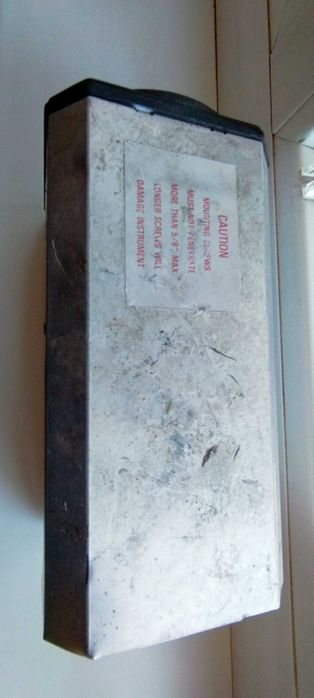 CAUTION
MOUNTING SCREWS
MUST NOT PENETRATE
MORE THAN 5/8", MAX.
LONGER SCREWS WILL
DAMAGE INSTRUMENT